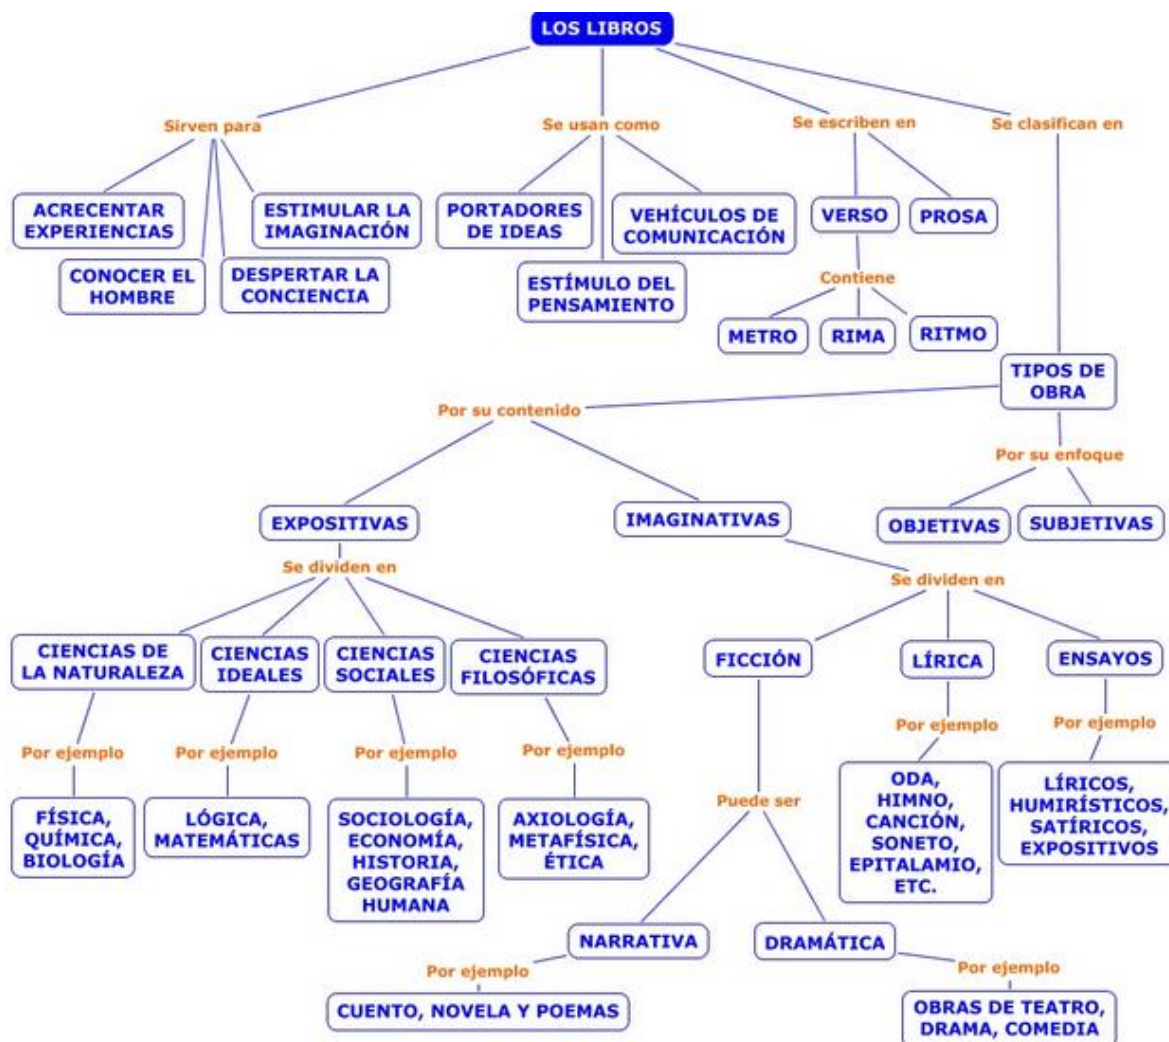 LOS LIBROS
Sirven para
Se usan como
Se escriben en
Se clasifican en
ACRECENTAR
EXPERIENCIAS
ESTIMULAR LA
IMAGINACIÓN
CONOCER EL
HOMBRE
DESPERTAR LA
CONCIENCIA
PORTADORES
DE IDEAS
VEHÍCULOS DE
COMUNICACIÓN
ESTÍMULO DEL
PENSAMIENTO
VERSO
PROSA
Contiene
METRO
RIMA
RITMO
TIPOS DE
OBRA
Por su contenido
Por su enfoque
EXPOSITIVAS
IMAGINATIVAS
OBJETIVAS
SUBJETIVAS
Se dividen en
Se dividen en
CIENCIAS DE
LA NATURALEZA
CIENCIAS
IDEALES
CIENCIAS
SOCIALES
CIENCIAS
FILOSÓFICAS
FICCIÓN
LÍRICA
ENSAYOS
Por ejemplo
Por ejemplo
Por ejemplo
Por ejemplo
Por ejemplo
Por ejemplo
FÍSICA,
QUÍMICA,
BIOLOGÍA
LÓGICA,
MATEMÁTICAS
SOCIOLOGÍA,
ECONOMÍA,
HISTORIA,
GEOGRAFÍA
HUMANA
AXIOLOGÍA,
METAFÍSICA,
ÉTICA
Puede ser
ODA,
HIMNO,
CANCIÓN,
SONETO,
EPITALAMIO,
ETC.
LÍRICOS,
HUMIRÍSTICOS,
SATÍRICOS,
EXPOSITIVOS
NARRATIVA
DRAMÁTICA
Por ejemplo
Por ejemplo
CUENTO, NOVELA Y POEMAS
OBRAS DE TEATRO,
DRAMA, COMEDIA